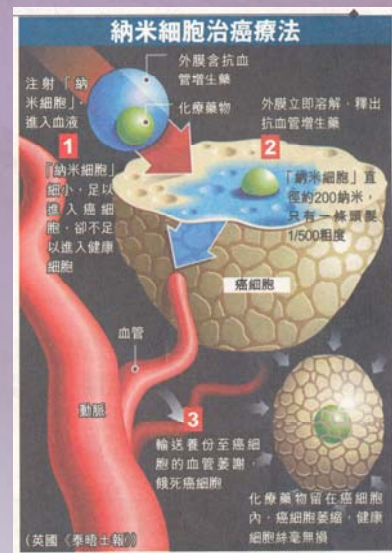 納米細胞治癌療法
注射「納
米細胞」,
進入血液
外膜含抗血
管增生藥
化療藥物
1
「納米細胞」
細小,足以
進入癌細
胞,卻不足
以進入健康
細胞
外膜立即溶解,釋出
抗血管增生藥
2
「納米細胞」直
徑約200納米,
只有一條頭髮
1/500粗度
癌細胞
血管
動脈
3
輸送養份至癌細
胞的血管萎謝,
餓死癌細胞
化療藥物留在癌細胞
內,癌細胞萎縮,健康
細胞絲毫無損
(英國《泰晤士報》)